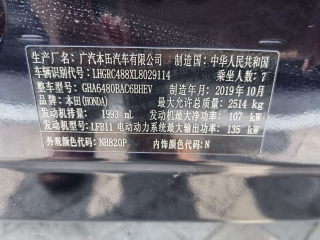 生产厂名：广汽本田汽车有限公司 制造国：中华人民共和国
车辆识别代号：LHGRC488XL8029114 乘坐人数：7
整车型号：GHA6480BAC6BHEV 制造年月：2019年10月
品牌：本田(HONDA) 最大允许总质量：2514 kg
发动机排量：1993 mL 发动机最大净功率：107 kW
发动机型号：LFB11 电动动力系统最大输出功率：135 kW
外观颜色代码：NH820P 内饰颜色代码：N